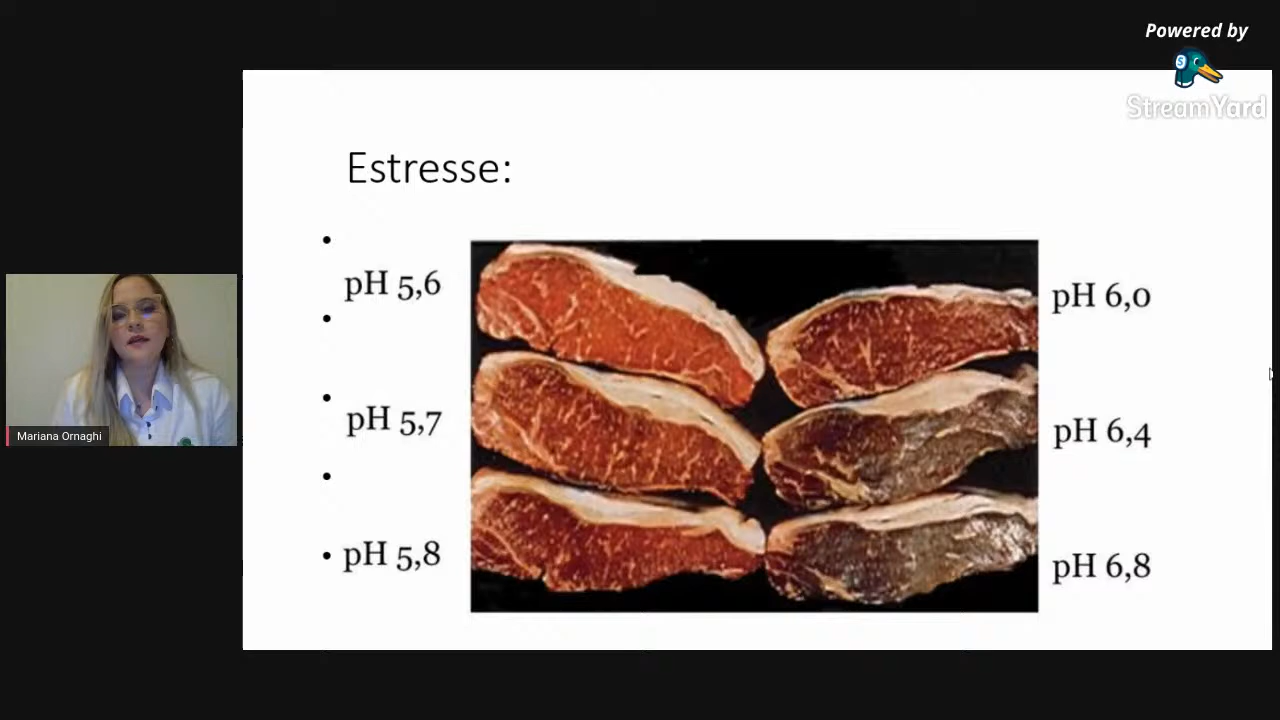 Powered by
StreamYard
Estresse:
pH 5,6
pH 6,0
pH 5,7
pH 6,4
pH 5,8
pH 6,8
Mariana Ornaghi